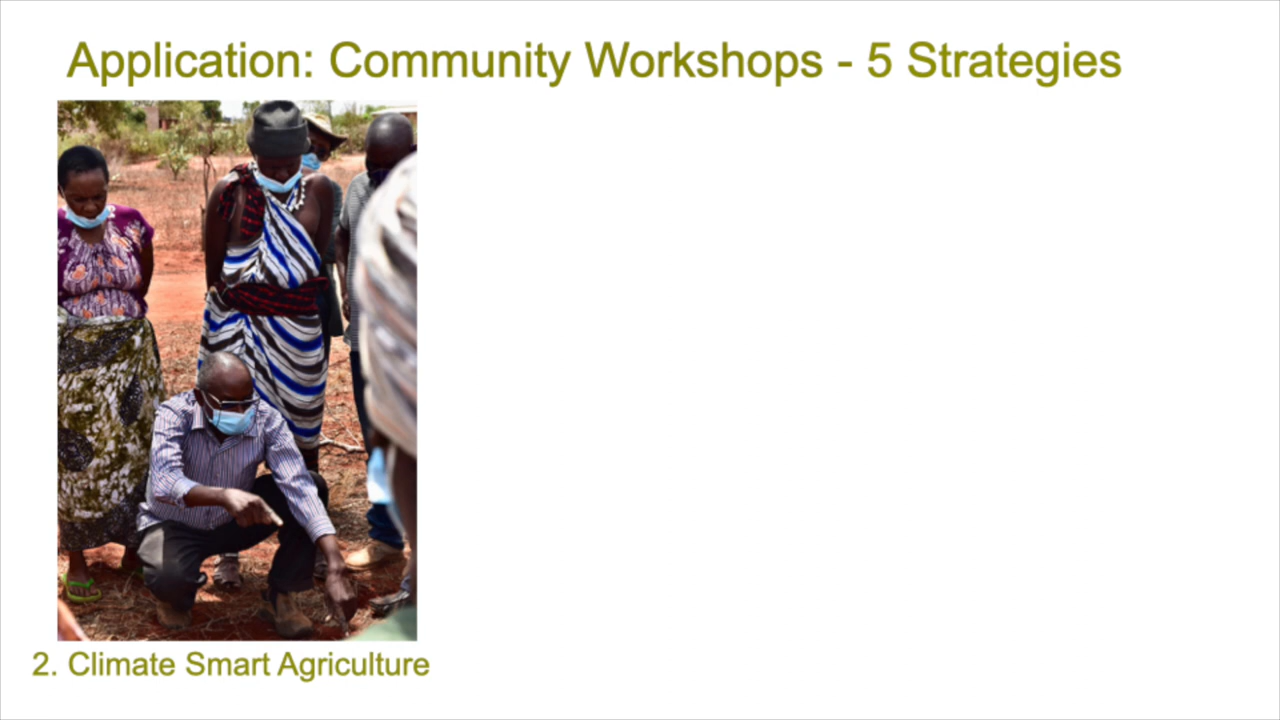 Application: Community Workshops - 5 Strategies
2. Climate Smart Agriculture